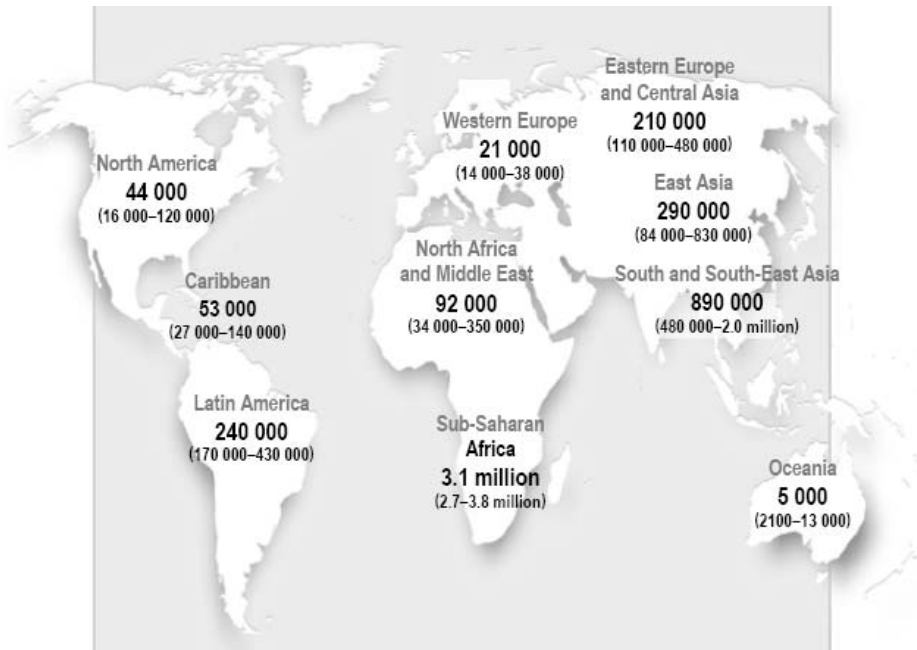 Eastern Europe
and Central Asia
210 000
(110 000–480 000)
Western Europe
21 000
(14 000–38 000)
North America
44 000
(16 000–120 000)
East Asia
290 000
(84 000–830 000)
North Africa
and Middle East
92 000
(34 000–350 000)
South and South-East Asia
890 000
(480 000–2.0 million)
Caribbean
53 000
(27 000–140 000)
Latin America
240 000
(170 000–430 000)
Sub-Saharan
Africa
3.1 million
(2.7–3.8 million)
Oceania
5 000
(2100–13 000)